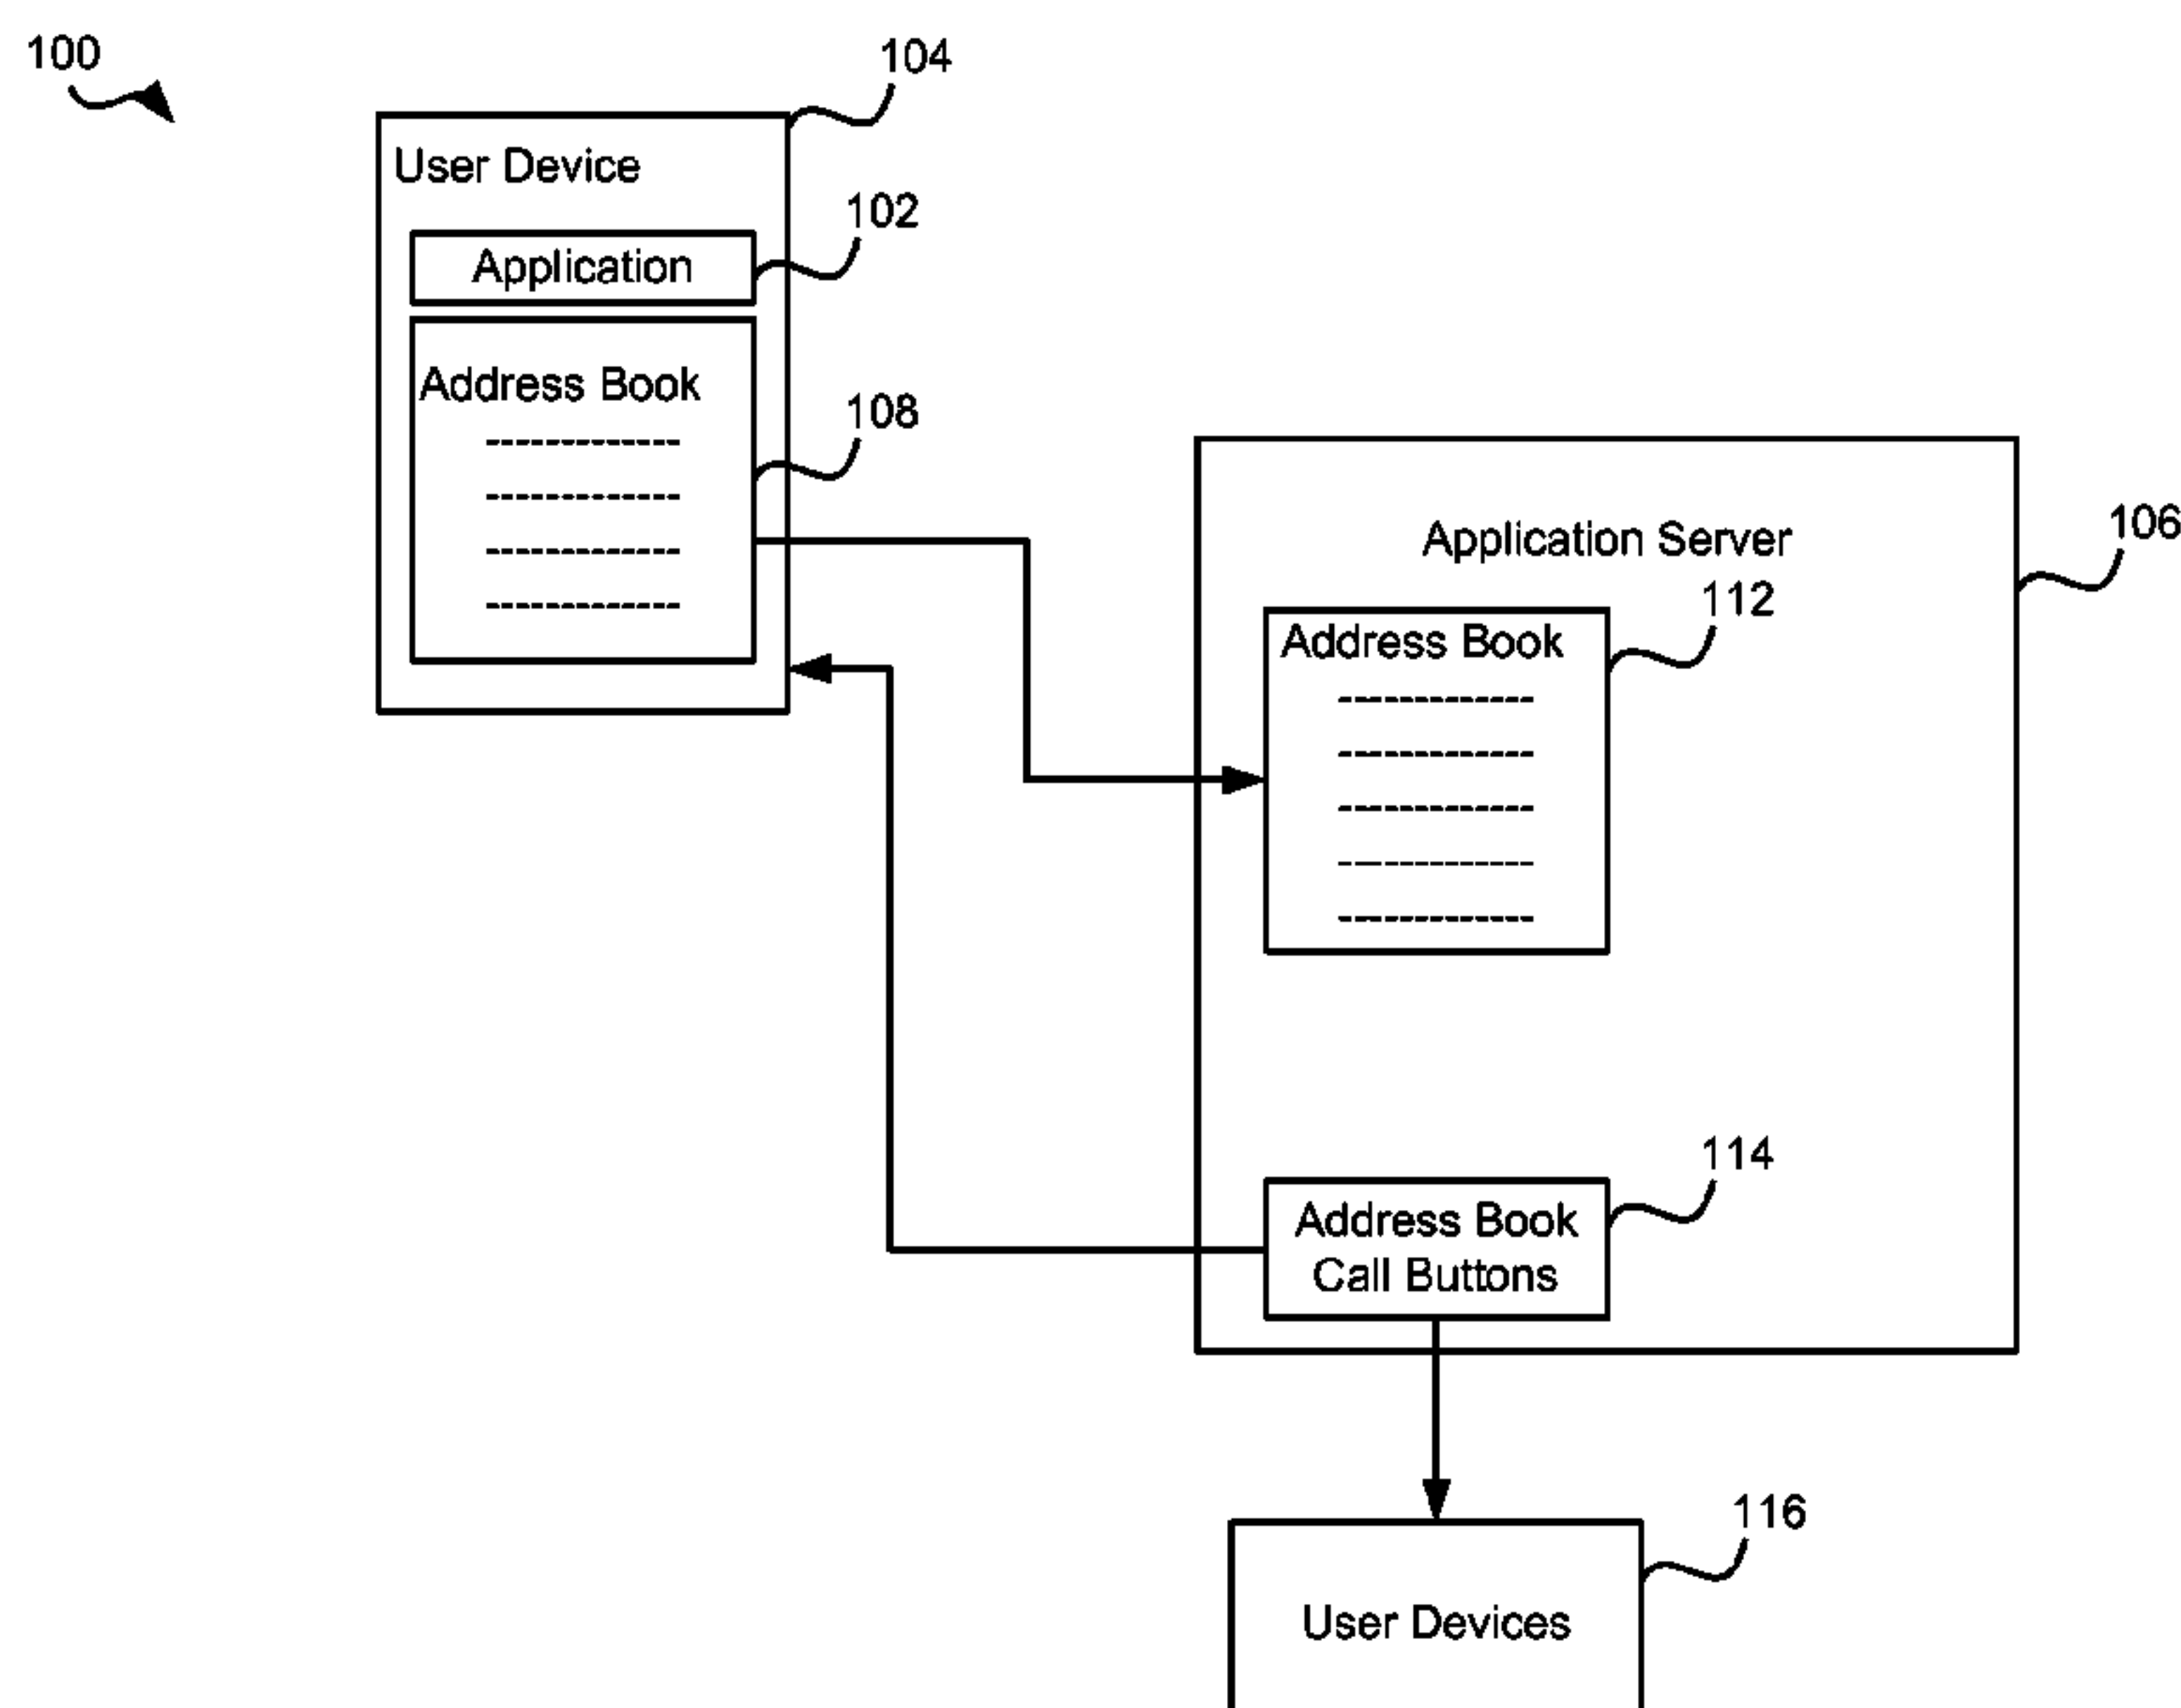 100
104
User Device
102
Application
Address Book
108
106
Application Server
112
Address Book
114
Address Book
Call Buttons
116
User Devices